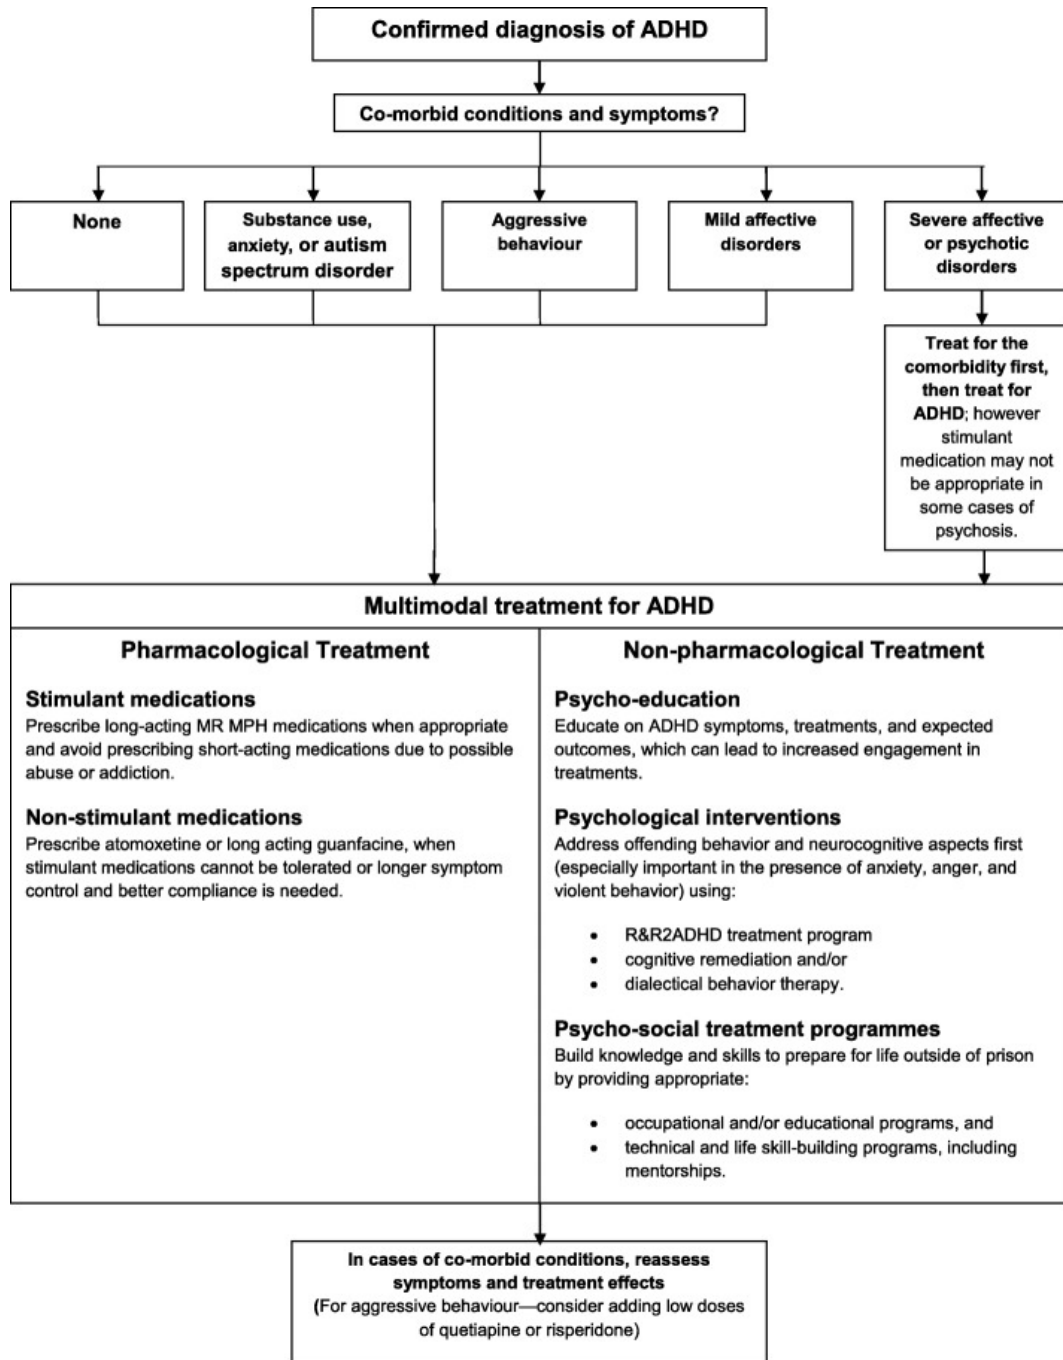 Confirmed diagnosis of ADHD
Co-morbid conditions and symptoms?
None
Substance use,
anxiety, or autism
spectrum disorder
Aggressive
behaviour
Mild affective
disorders
Severe affective
or psychotic
disorders
Treat for the
comorbidity first,
then treat for
ADHD; however
stimulant
medication may not
be appropriate in
some cases of
psychosis.
Multimodal treatment for ADHD
Pharmacological Treatment
Stimulant medications
Prescribe long-acting MR MPH medications when appropriate
and avoid prescribing short-acting medications due to possible
abuse or addiction.
Non-stimulant medications
Prescribe atomoxetine or long acting guanfacine, when
stimulant medications cannot be tolerated or longer symptom
control and better compliance is needed.
Non-pharmacological Treatment
Psycho-education
Educate on ADHD symptoms, treatments, and expected
outcomes, which can lead to increased engagement in
treatments.
Psychological interventions
Address offending behavior and neurocognitive aspects first
(especially important in the presence of anxiety, anger, and
violent behavior) using:
• R&R2ADHD treatment program
• cognitive remediation and/or
• dialectical behavior therapy.
Psycho-social treatment programmes
Build knowledge and skills to prepare for life outside of prison
by providing appropriate:
• occupational and/or educational programs, and
• technical and life skill-building programs, including
mentorships.
In cases of co-morbid conditions, reassess
symptoms and treatment effects
(For aggressive behaviour—consider adding low doses
of quetiapine or risperidone)